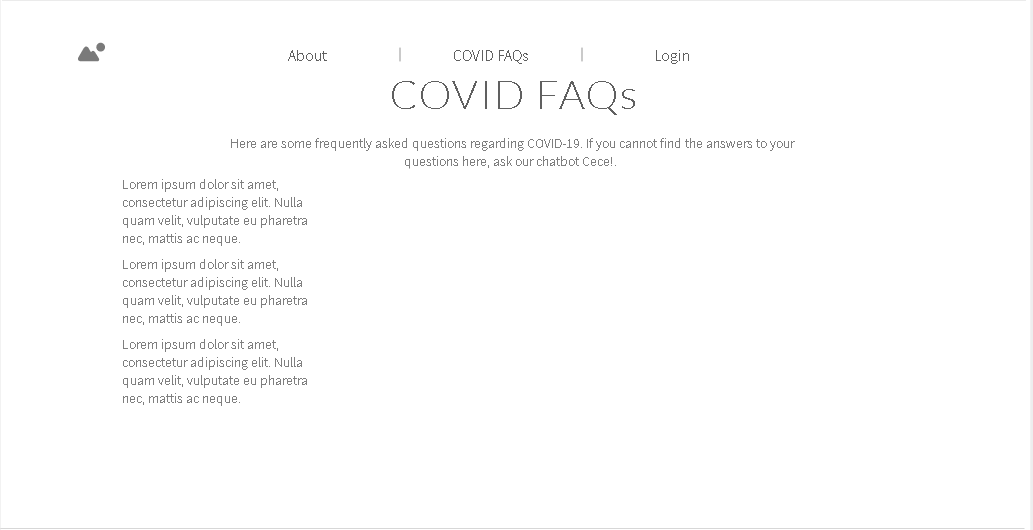 About | COVID FAQs | Login
COVID FAQs
Here are some frequently asked questions regarding COVID-19. If you cannot find the answers to your
questions here, ask our chatbot Cece!.
Lorem ipsum dolor sit amet,
consectetur adipiscing elit. Nulla
quam velit, vulputate eu pharetra
nec, mattis ac neque.
Lorem ipsum dolor sit amet,
consectetur adipiscing elit. Nulla
quam velit, vulputate eu pharetra
nec, mattis ac neque.
Lorem ipsum dolor sit amet,
consectetur adipiscing elit. Nulla
quam velit, vulputate eu pharetra
nec, mattis ac neque.